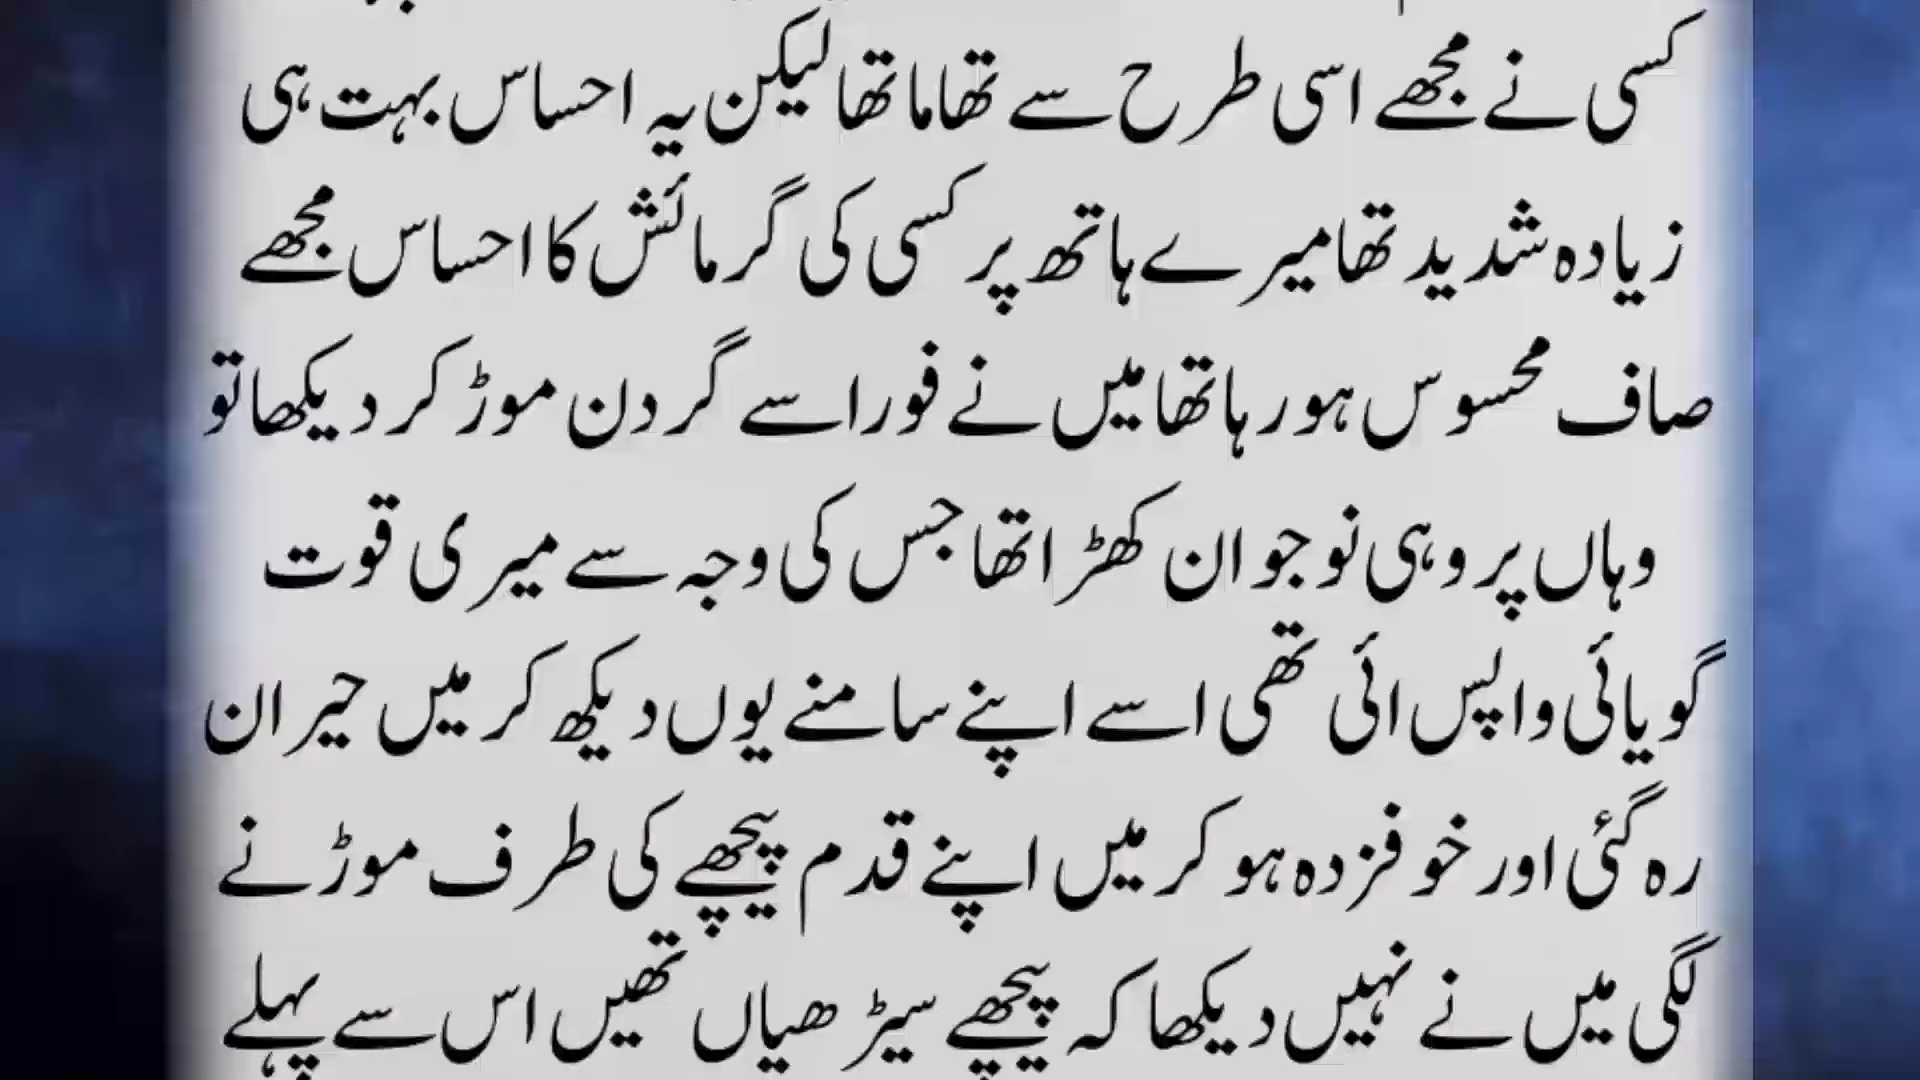 کسی نے مجھے اسی طرح سے تھاما تھا لیکن یہ احساس بہت ہی
زیادہ شدید تھا میرے ہاتھ پر کسی کی گرمائش کا احساس مجھے
صاف محسوس ہو رہا تھا میں نے فورا سے گردن موڑ کر دیکھا تو
وہاں پر وہی نوجوان کھڑا تھا جس کی وجہ سے میری قوت
گویائی واپس ائی تھی اسے اپنے سامنے یوں دیکھ کر میں حیران
رہ گئی اور خوفزدہ ہو کر میں اپنے قدم پیچھے کی طرف موڑنے
لگی میں نے نہیں دیکھا کہ پیچھے سیڑھیاں تھیں اس سے پہلے